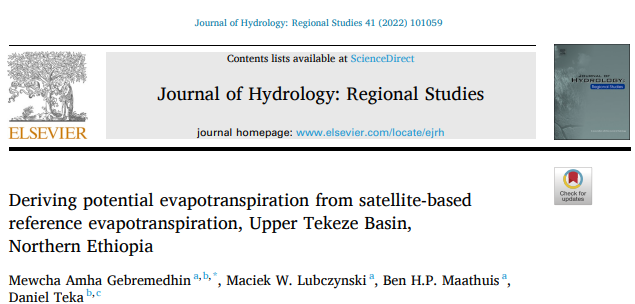 Journal of Hydrology: Regional Studies 41 (2022) 101059
Contents lists available at ScienceDirect
Journal of Hydrology: Regional Studies
journal homepage: www.elsevier.com/locate/ejrh
ELSEVIER
JOURNAL OF
HYDROLOGY:
Regional Studies
Check for
updates
Deriving potential evapotranspiration from satellite-based
reference evapotranspiration, Upper Tekeze Basin,
Northern Ethiopia
Mewcha Amha Gebremedhin a,b,*, Maciek W. Lubczynski a, Ben H.P. Maathuis a,
Daniel Teka b,c